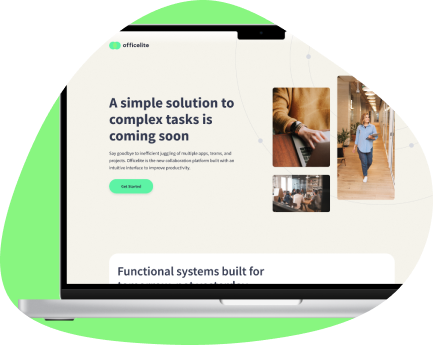 officelite
A simple solution to
complex tasks is
coming soon
Say goodbye to inefficient juggling of multiple apps, teams, and
projects. Officelite is the new collaboration platform built with an
intuitive interface to improve productivity.
Get Started
Functional systems built for